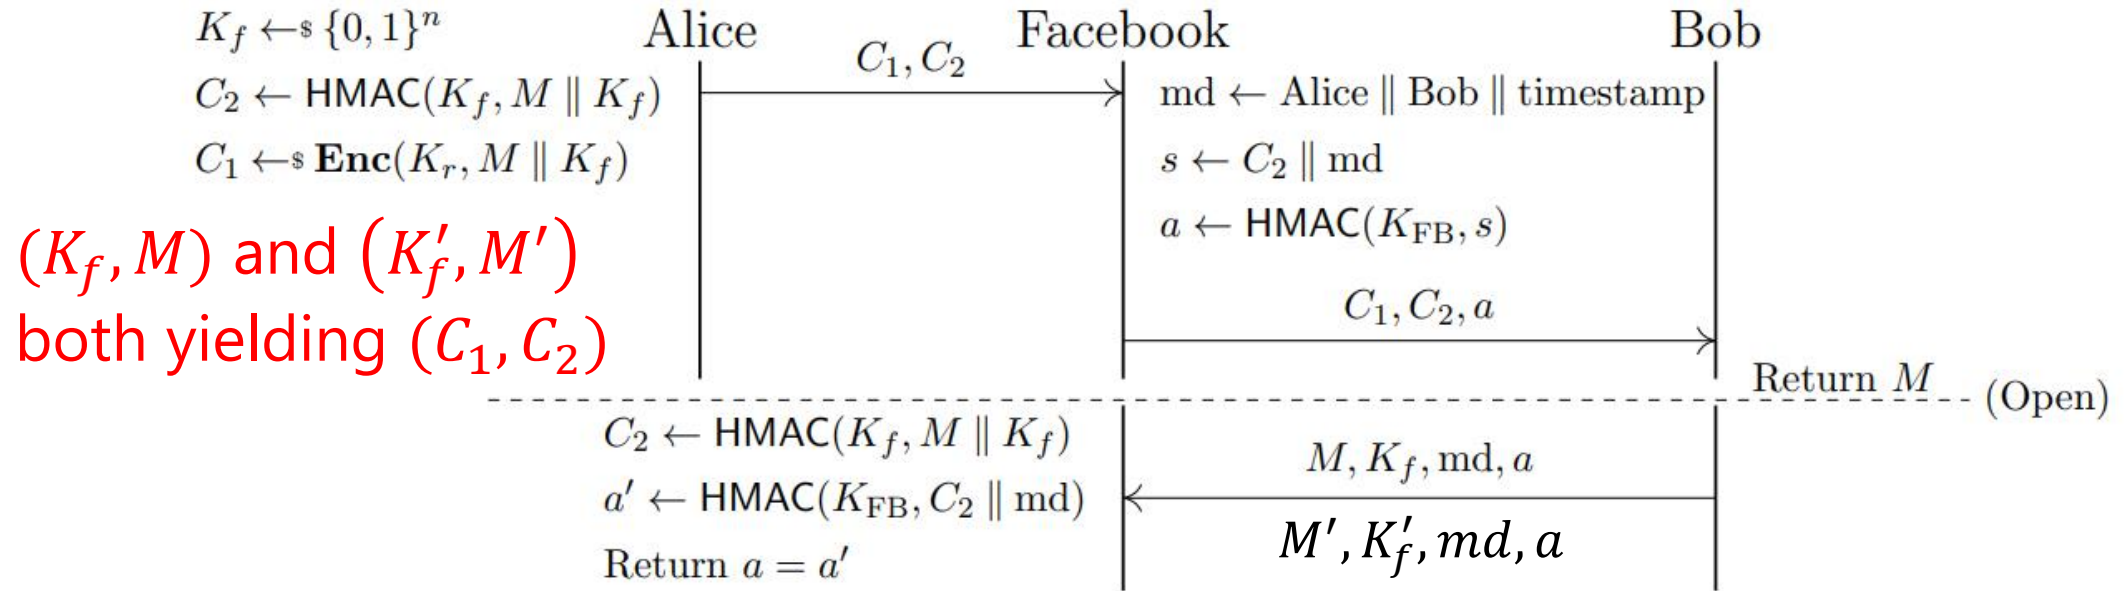 K_f ←$ {0, 1}^n
Alice
Facebook
Bob
C_2 ← HMAC(K_f, M ∥ K_f)
C_1, C_2
md ← Alice ∥ Bob ∥ timestamp
C_1 ←$ Enc(K_r, M ∥ K_f)
s ← C_2 ∥ md
a ← HMAC(K_FB, s)
(K_f, M) and (K'_f, M')
both yielding (C_1, C_2)
C_1, C_2, a
Return M
(Open)
C_2 ← HMAC(K_f, M ∥ K_f)
M, K_f, md, a
a' ← HMAC(K_FB, C_2 ∥ md)
M', K'_f, md, a
Return a = a'